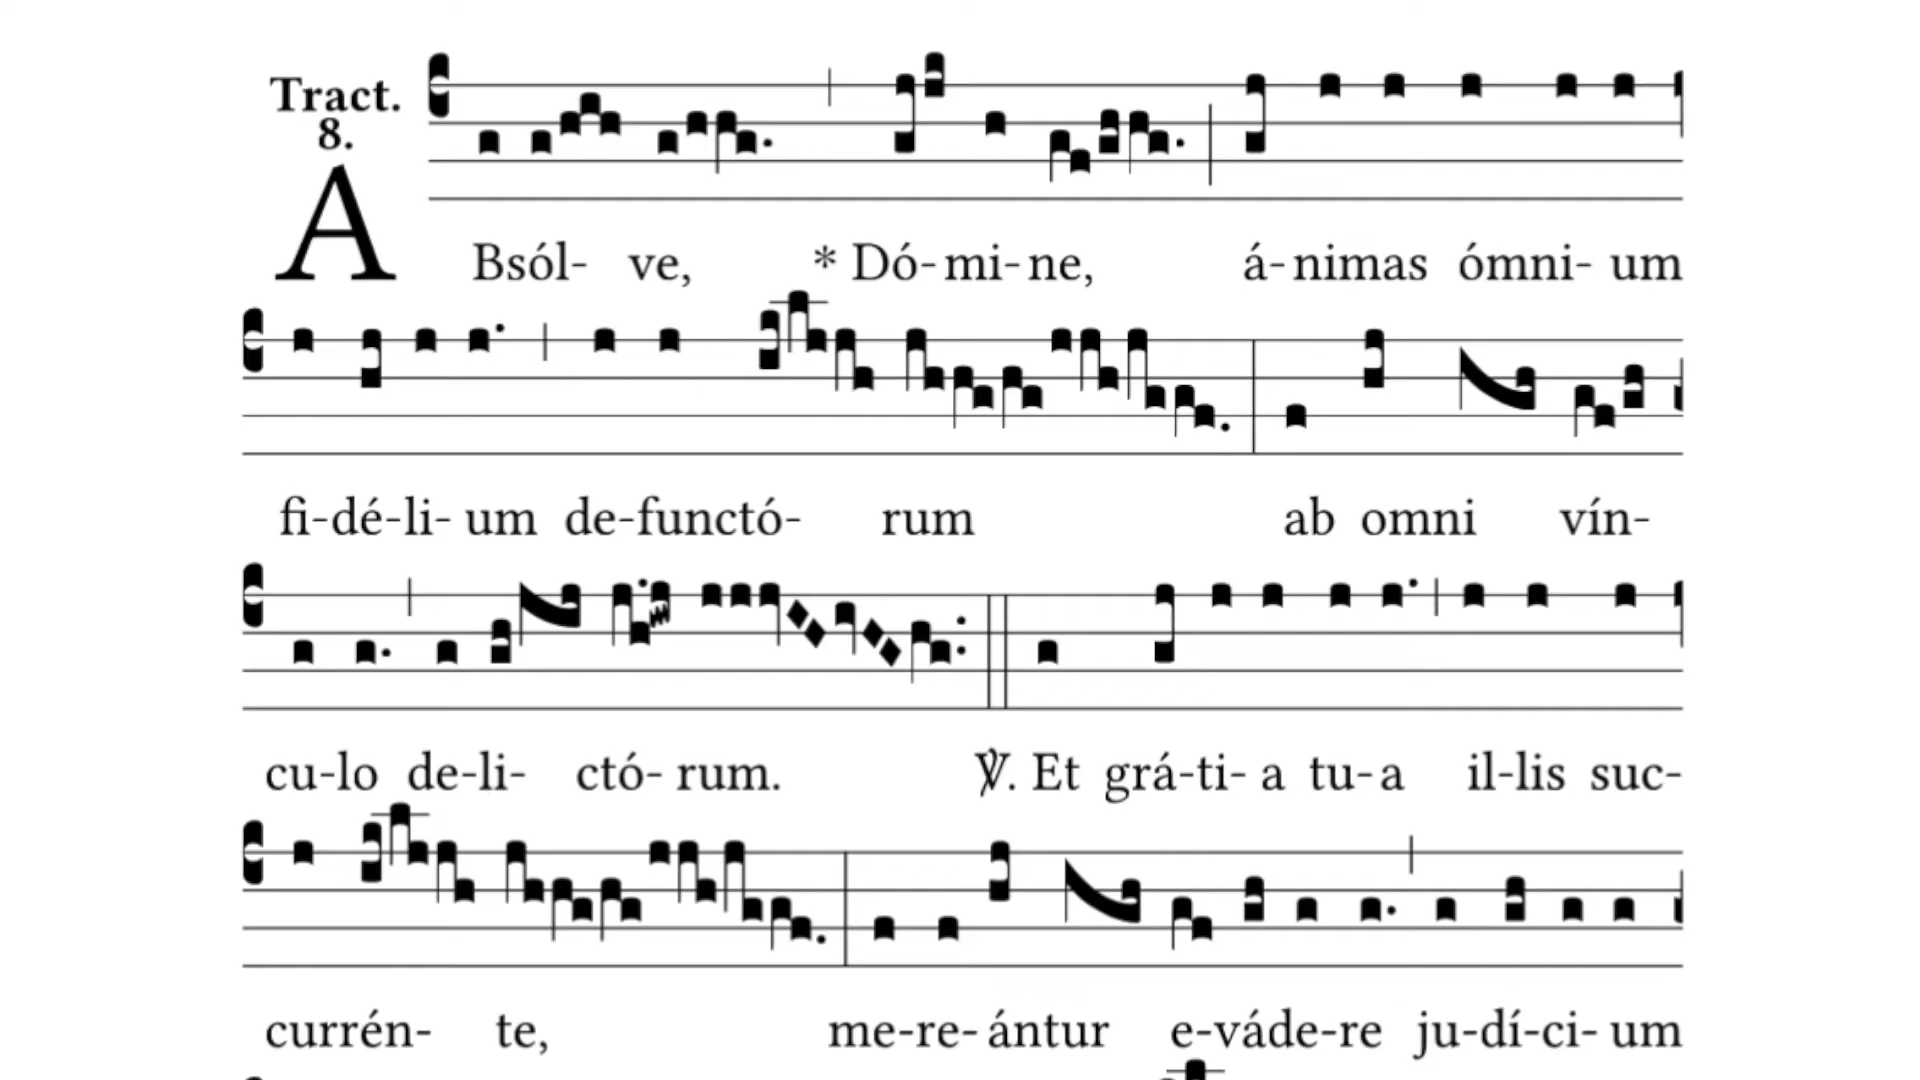 Tract.
8.
ABsól- ve, * Dó-mi-ne, á-nimas ómni- um
fi-dé-li- um de-functó- rum ab omni vín-
cu-lo de-li- ctó- rum. ℣. Et grá-ti- a tu-a il-lis suc-
currén- te, me-re- ántur e-váde-re ju-dí-ci- um